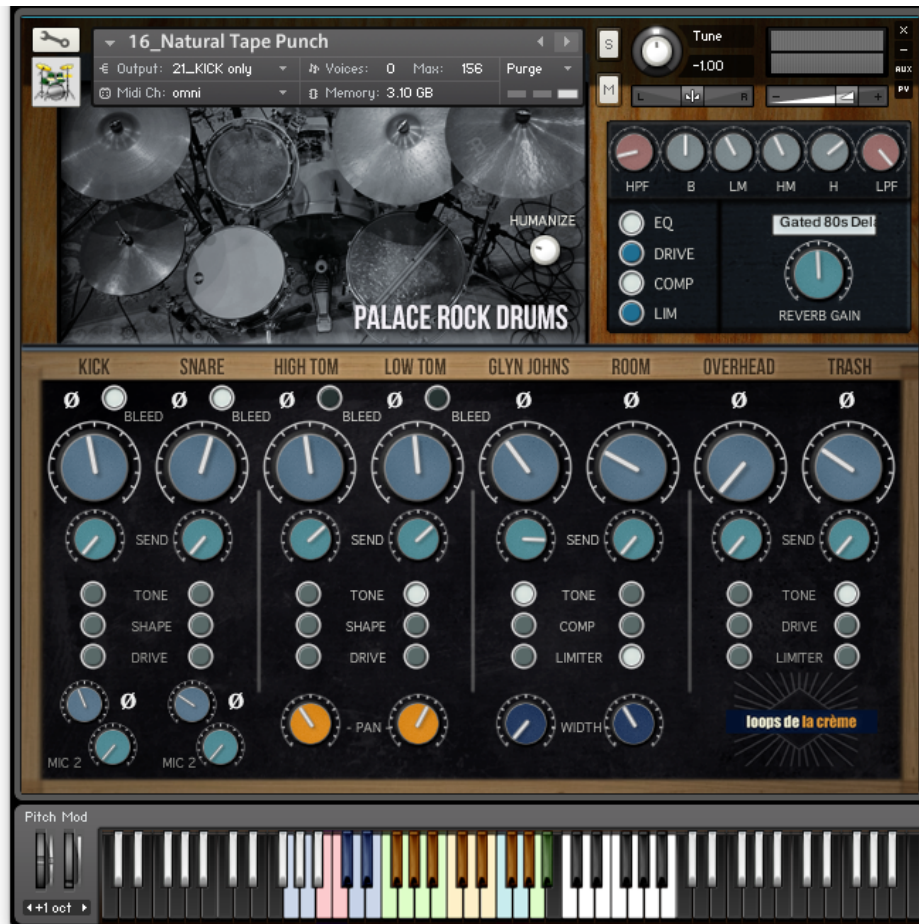 16_Natural Tape Punch
Output: 21_KICK only Voices: 0 Max: 156 Purge
Midi Ch: omni Memory: 3.10 GB
S
M
Tune
-1.00
L R
- +
X
-
AUX
PV
HUMANIZE
PALACE ROCK DRUMS
HPF B LM HM H LPF
EQ
DRIVE
COMP
LIM
Gated 80s Del
REVERB GAIN
KICK SNARE HIGH TOM LOW TOM GLYN JOHNS ROOM OVERHEAD TRASH
Ø Ø Ø Ø Ø Ø Ø Ø
BLEED BLEED BLEED BLEED
SEND SEND SEND SEND
TONE TONE TONE TONE
SHAPE SHAPE COMP DRIVE
DRIVE DRIVE LIMITER LIMITER
Ø Ø
- PAN - WIDTH
MIC 2 MIC 2
loops de la crème
Pitch Mod
+1 oct